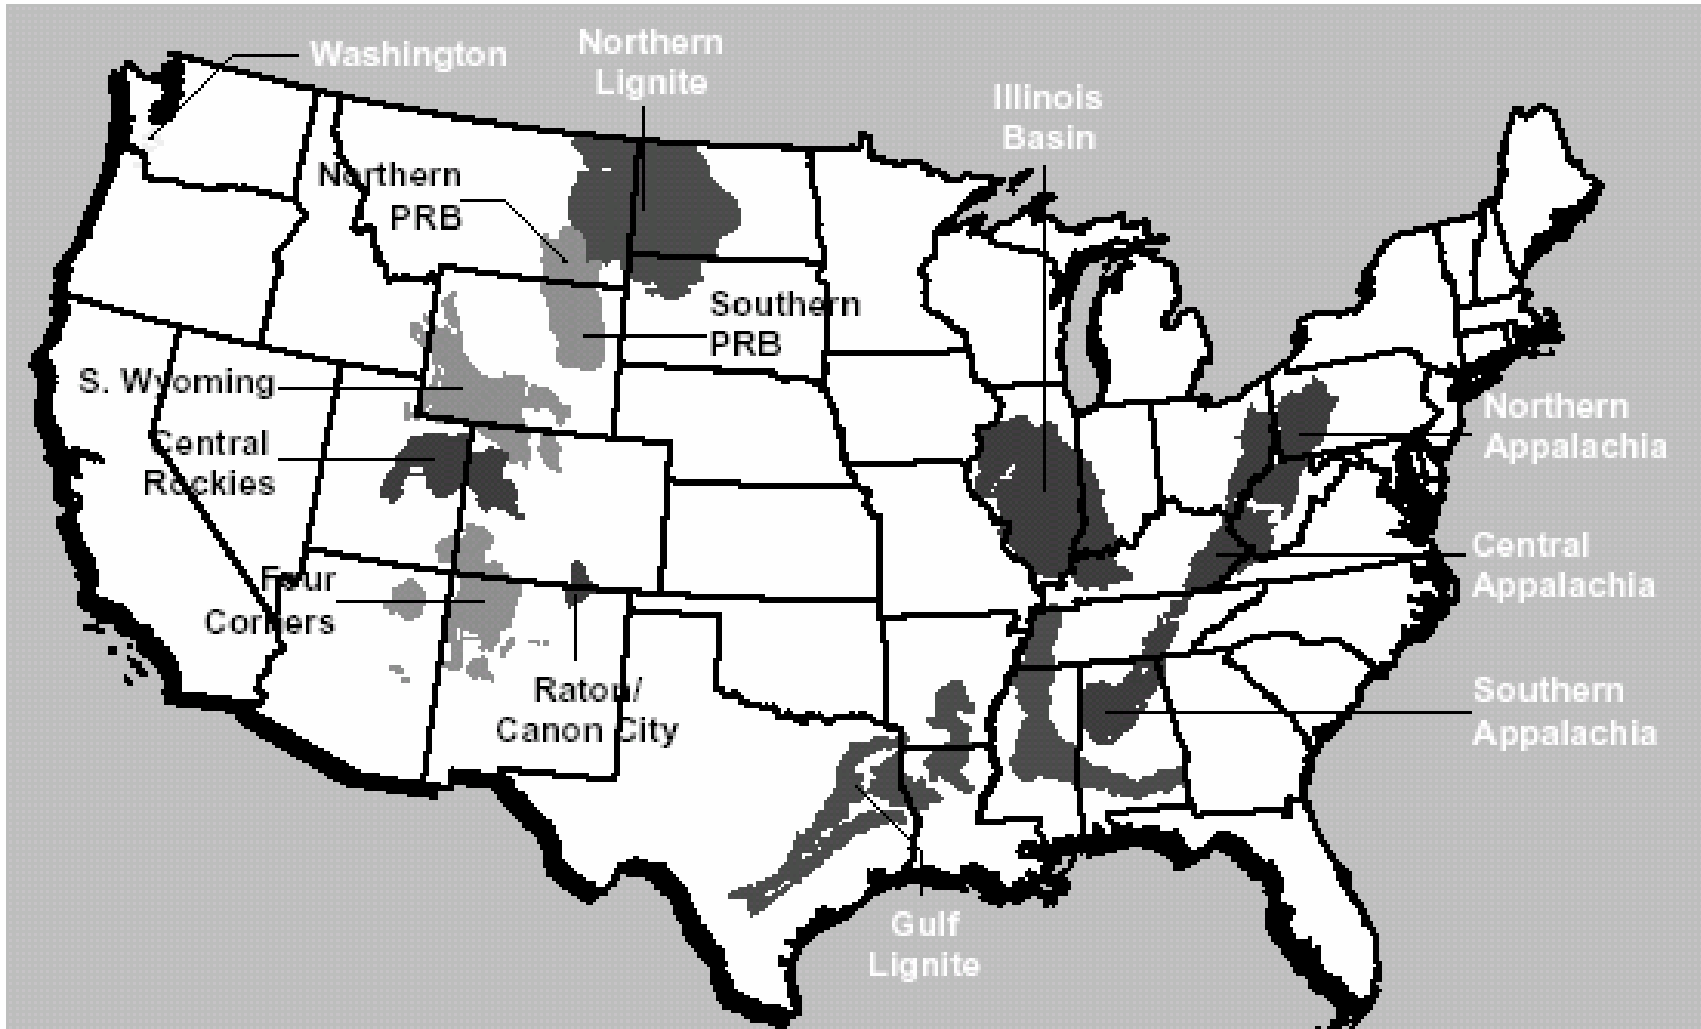 Washington
Northern
Lignite
Illinois
Basin
Northern
PRB
Southern
PRB
S. Wyoming
Central
Rockies
Northern
Appalachia
Four
Corners
Central
Appalachia
Raton/
Canon City
Southern
Appalachia
Gulf
Lignite